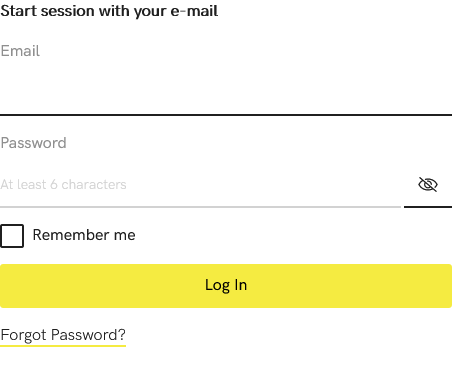 Start session with your e-mail
Email
Password
At least 6 characters
Remember me
Log In
Forgot Password?